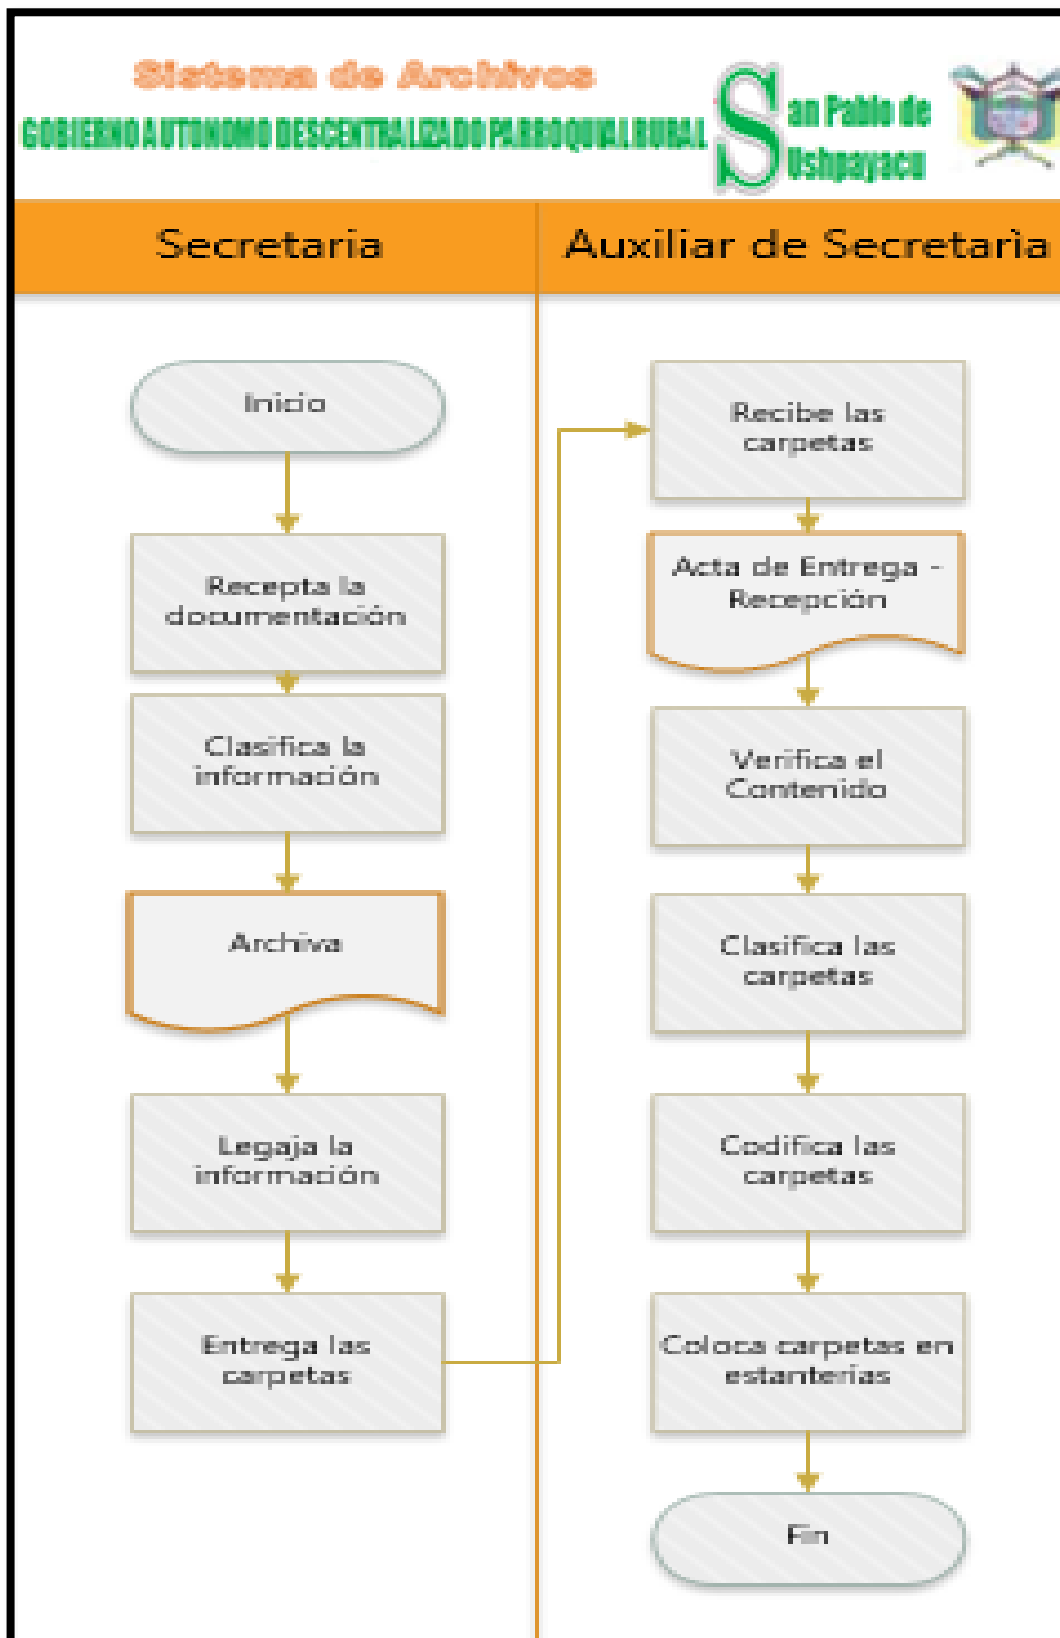 Sistema de Archivos
GOBIERNO AUTONOMO DESCENTRALIZADO PARROQUIAL RURAL
San Pablo de
Ushpayacu
Secretaria
Auxiliar de Secretarìa
Inicio
Recepta la
documentación
Clasifica la
información
Archiva
Legaja la
información
Entrega las
carpetas
Recibe las
carpetas
Acta de Entrega -
Recepción
Verifica el
Contenido
Clasifica las
carpetas
Codifica las
carpetas
Coloca carpetas en
estanterías
Fin